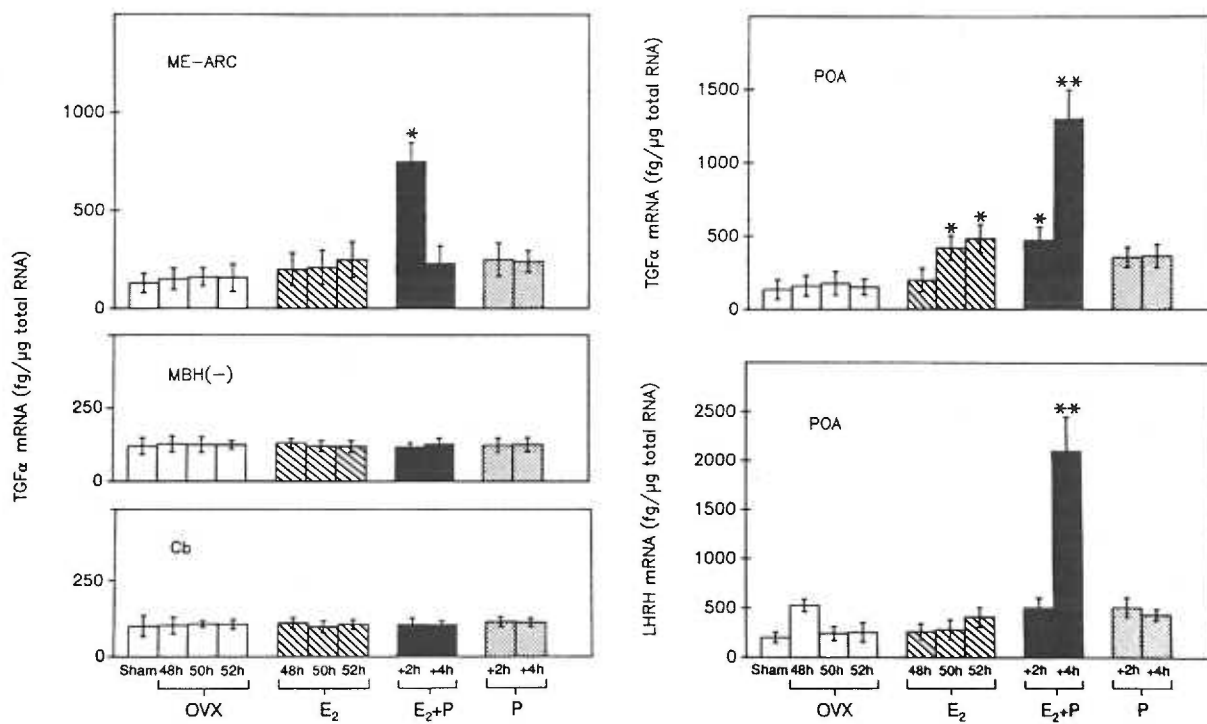 ME-ARC
1000
500
0
*
MBH(-)
250
0
Cb
250
0
TGFα mRNA (fg/μg total RNA)
Sham 48h 50h 52h 48h 50h 52h +2h +4h +2h +4h
OVX E₂ E₂+P P
POA
1500
1000
500
0
* * * **
TGFα mRNA (fg/μg total RNA)
POA
2500
2000
1500
1000
500
0
**
LHRH mRNA (fg/μg total RNA)
Sham 48h 50h 52h 48h 50h 52h +2h +4h +2h +4h
OVX E₂ E₂+P P